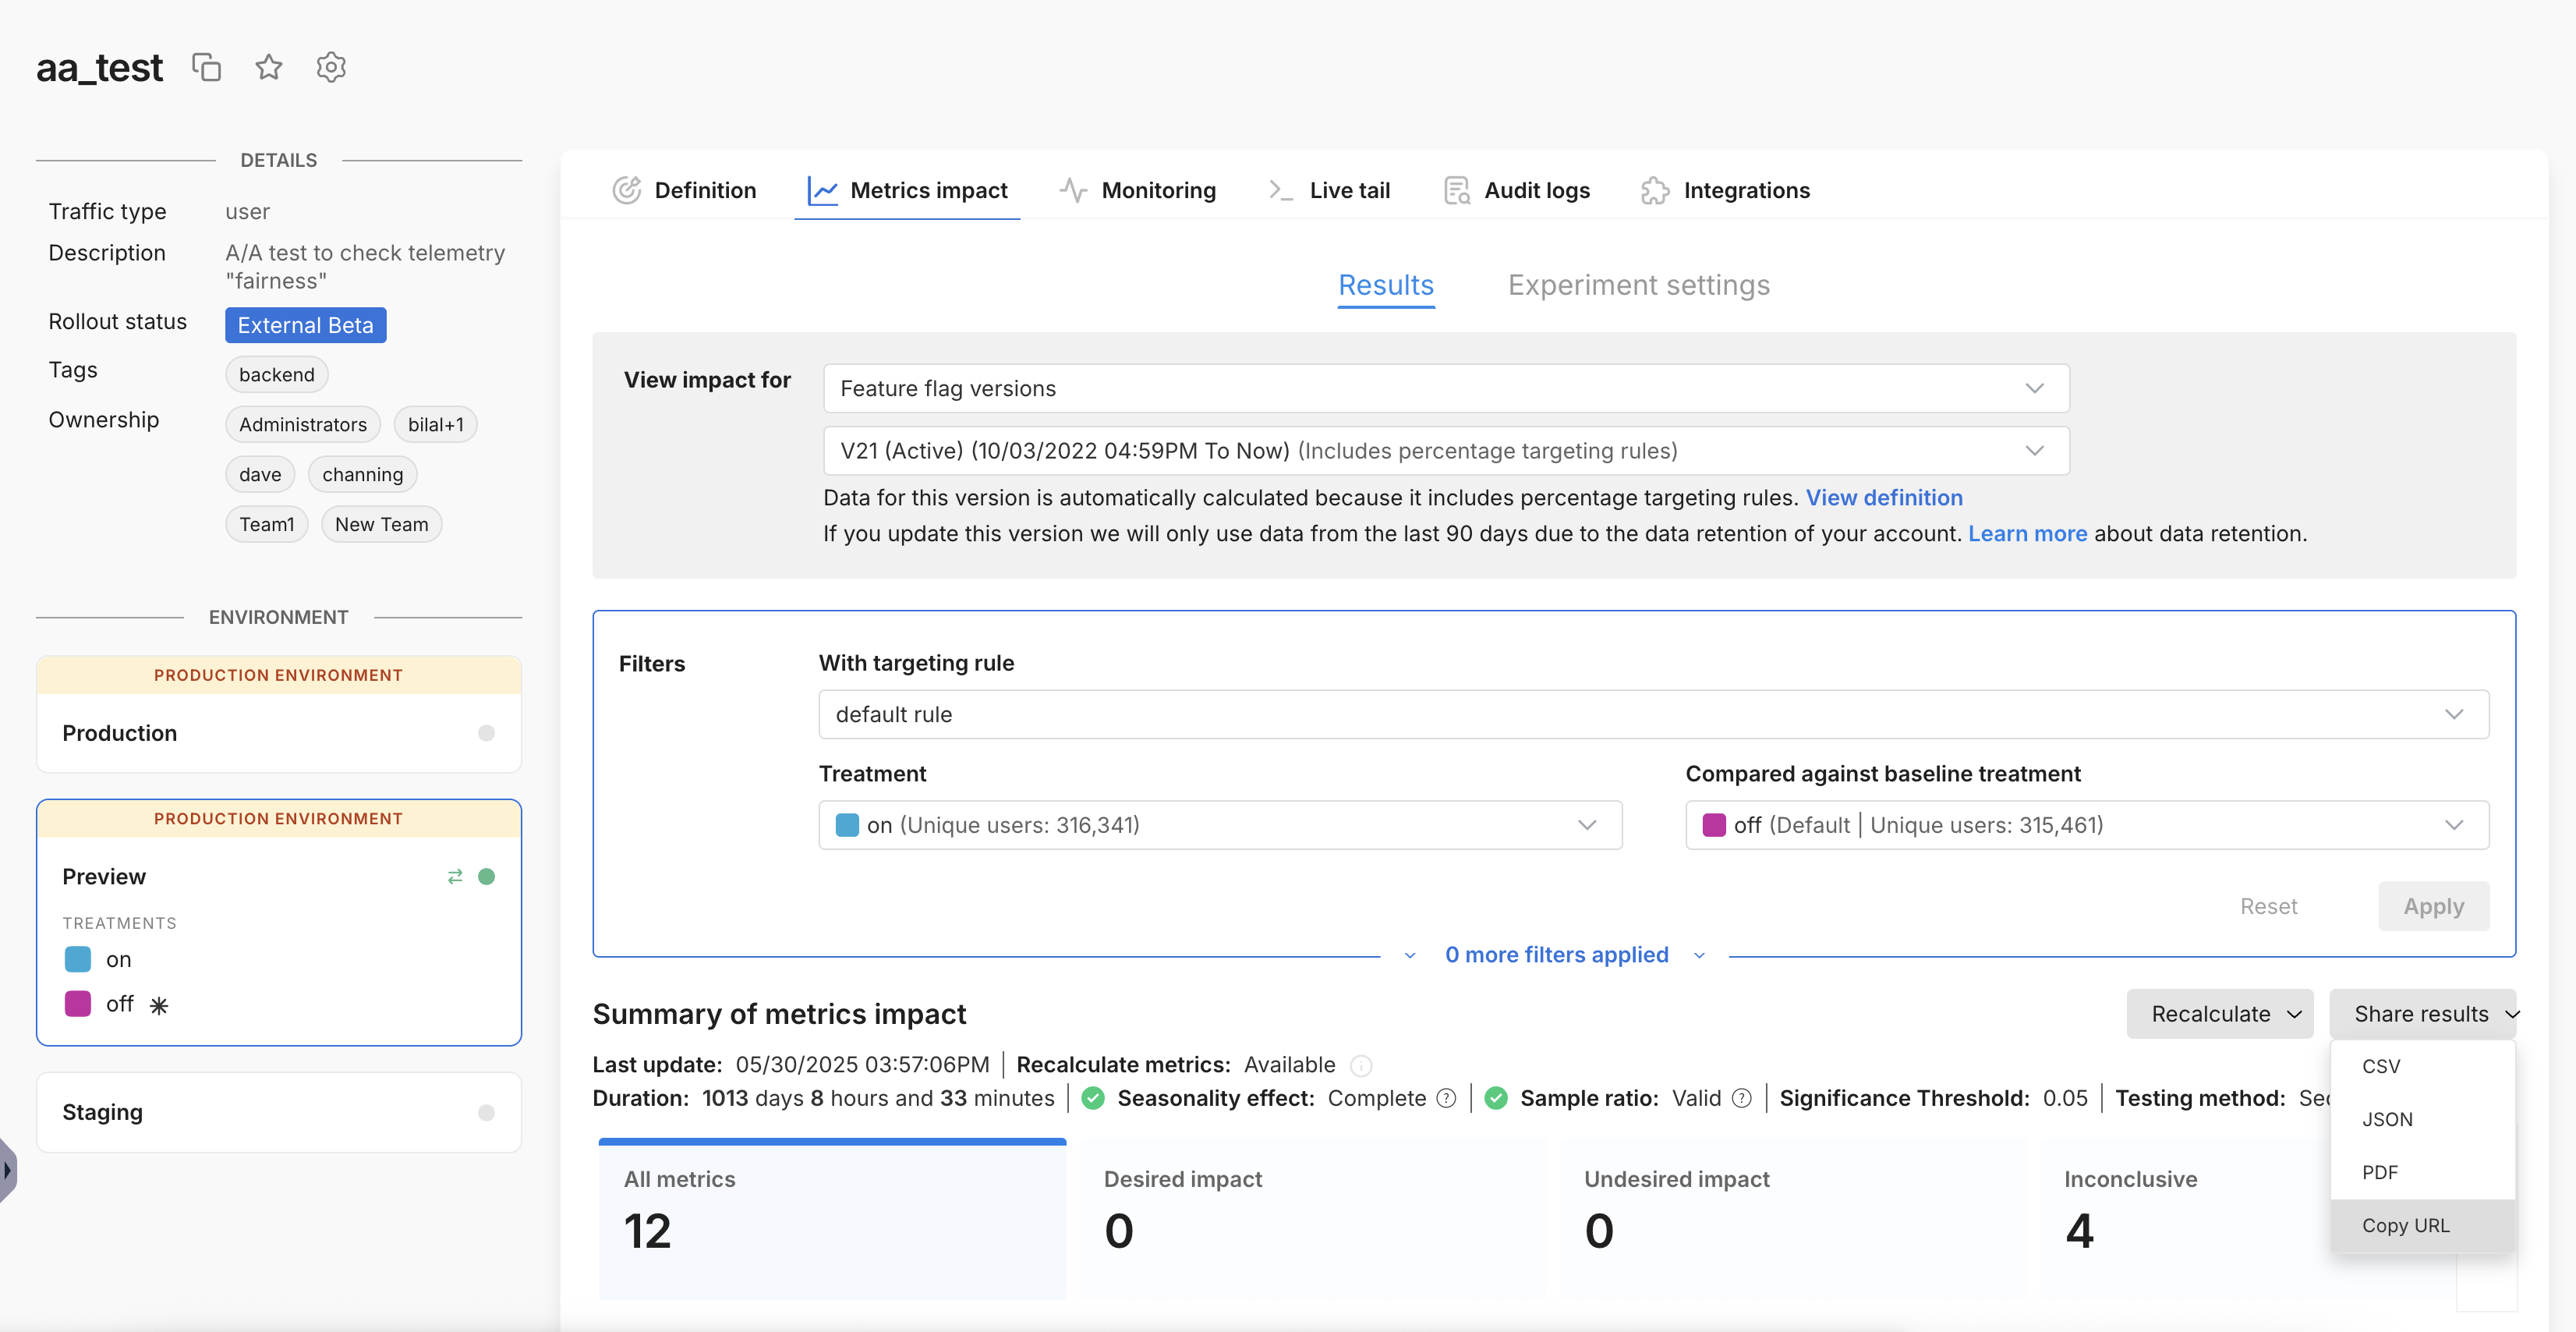 aa_test
DETAILS
Traffic type user
Description A/A test to check telemetry
"fairness"
Rollout status External Beta
Tags backend
Ownership Administrators bilal+1
dave channing
Team1 New Team
ENVIRONMENT
PRODUCTION ENVIRONMENT
Production
PRODUCTION ENVIRONMENT
Preview
TREATMENTS
on
off
Staging
Definition Metrics impact Monitoring Live tail Audit logs Integrations
Results Experiment settings
View impact for Feature flag versions
V21 (Active) (10/03/2022 04:59PM To Now) (Includes percentage targeting rules)
Data for this version is automatically calculated because it includes percentage targeting rules. View definition
If you update this version we will only use data from the last 90 days due to the data retention of your account. Learn more about data retention.
Filters With targeting rule
default rule
Treatment Compared against baseline treatment
on (Unique users: 316,341) off (Default | Unique users: 315,461)
Reset Apply
0 more filters applied
Summary of metrics impact Recalculate Share results
Last update: 05/30/2025 03:57:06PM | Recalculate metrics: Available
Duration: 1013 days 8 hours and 33 minutes | Seasonality effect: Complete | Sample ratio: Valid | Significance Threshold: 0.05 | Testing method:
CSV
JSON
PDF
Copy URL
All metrics Desired impact Undesired impact Inconclusive
12 0 0 4